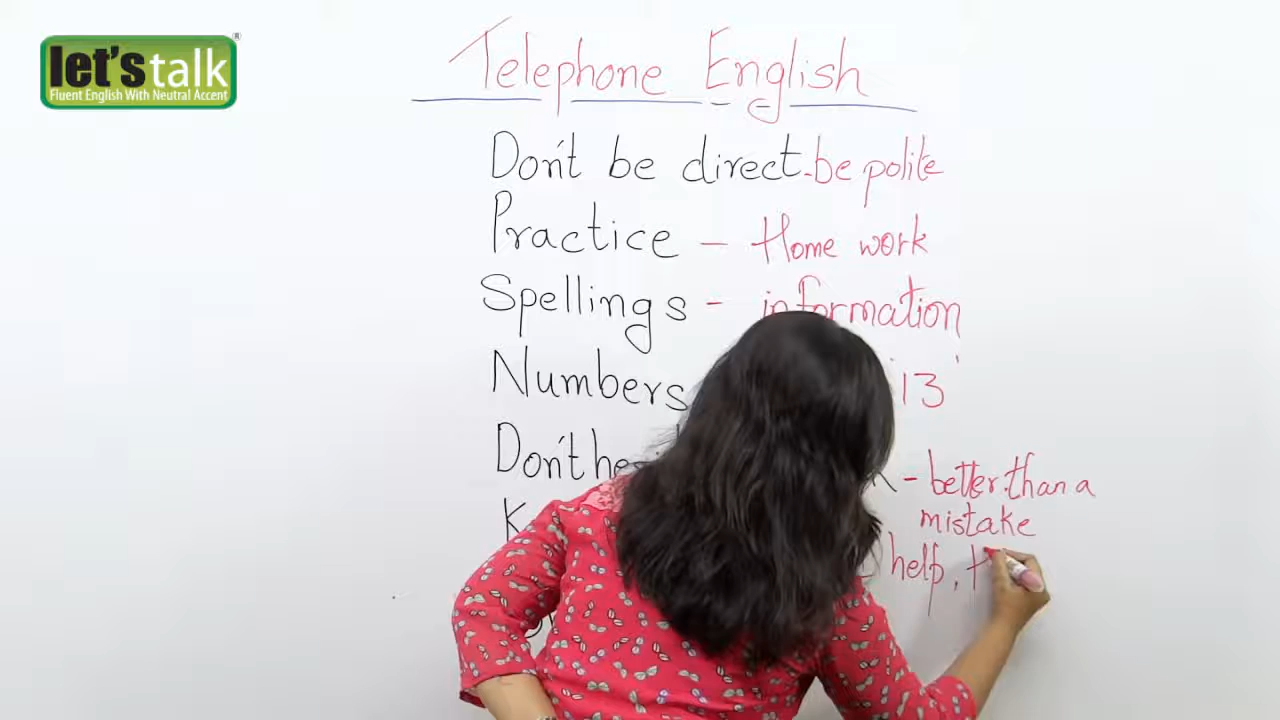 let's talk ®
Fluent English With Neutral Accent
Telephone English
Don't be direct - be polite
Practice - Home work
Spellings - information
Numbers '13'
Don't - better than a
mistake
help,